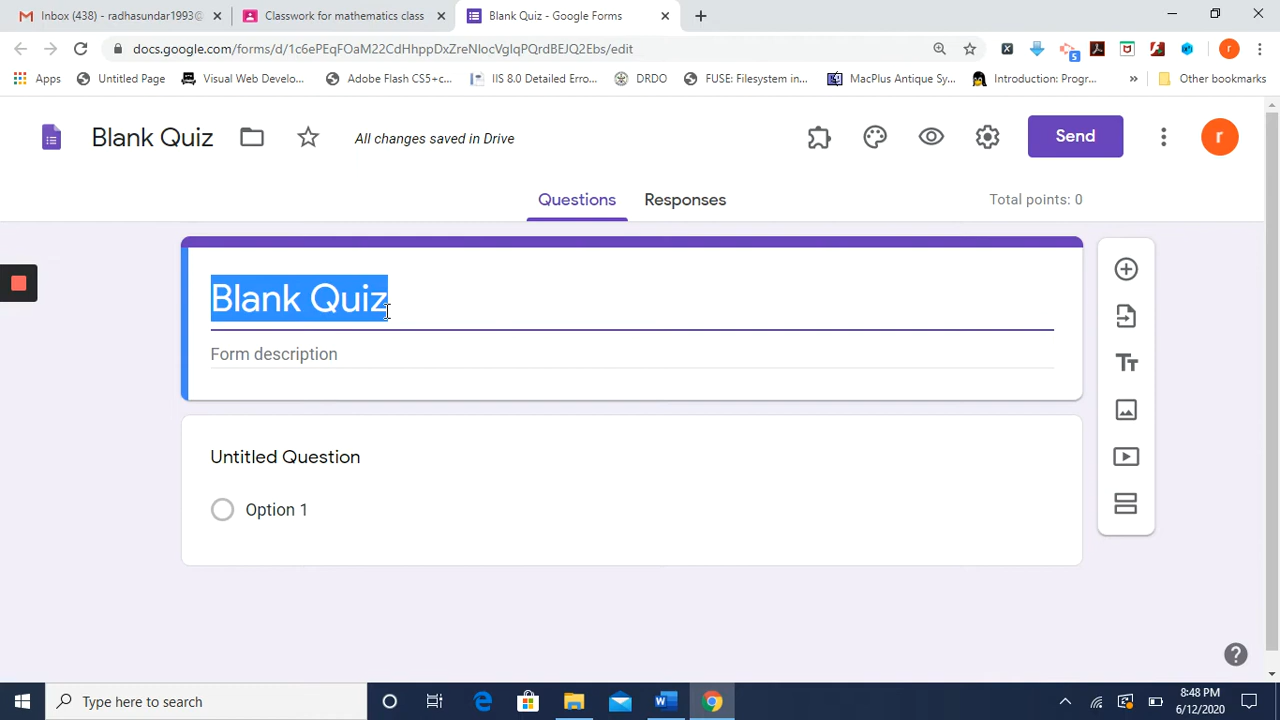 Inbox (438) - radhasundar1993@
Classwork for mathematics class
Blank Quiz - Google Forms
docs.google.com/forms/d/1c6ePEqFOaM22CdHhppDxZreNIocVgIqPQrdBEJQ2Ebs/edit
5
r
Apps
Untitled Page
Visual Web Develo...
Adobe Flash CS5+c...
IIS 8.0 Detailed Erro...
DRDO
FUSE: Filesystem in...
MacPlus Antique Sy...
Introduction: Progr...
»
Other bookmarks
Blank Quiz
All changes saved in Drive
Send
r
Questions
Responses
Total points: 0
Blank Quiz
Form description
Untitled Question
Option 1
Type here to search
8:48 PM
6/12/2020